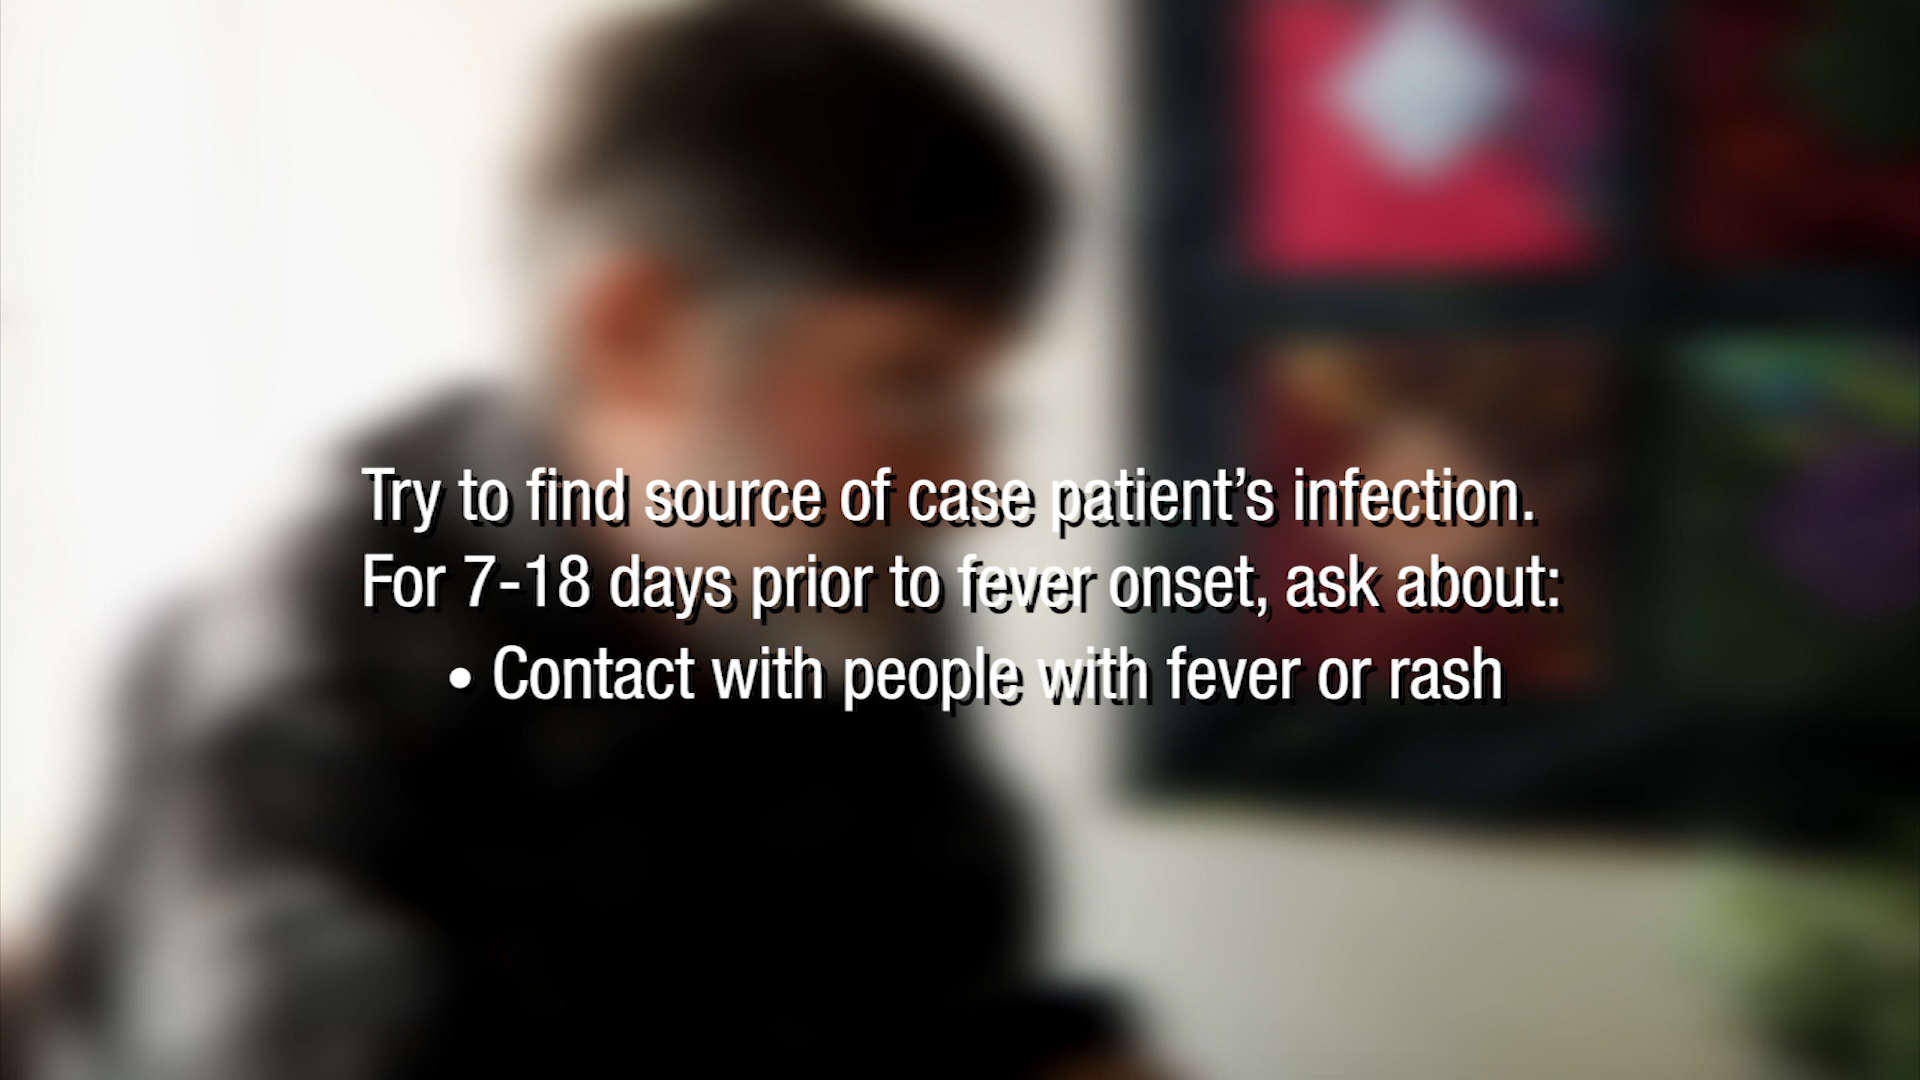 Try to find source of case patient’s infection.
For 7-18 days prior to fever onset, ask about:
• Contact with people with fever or rash